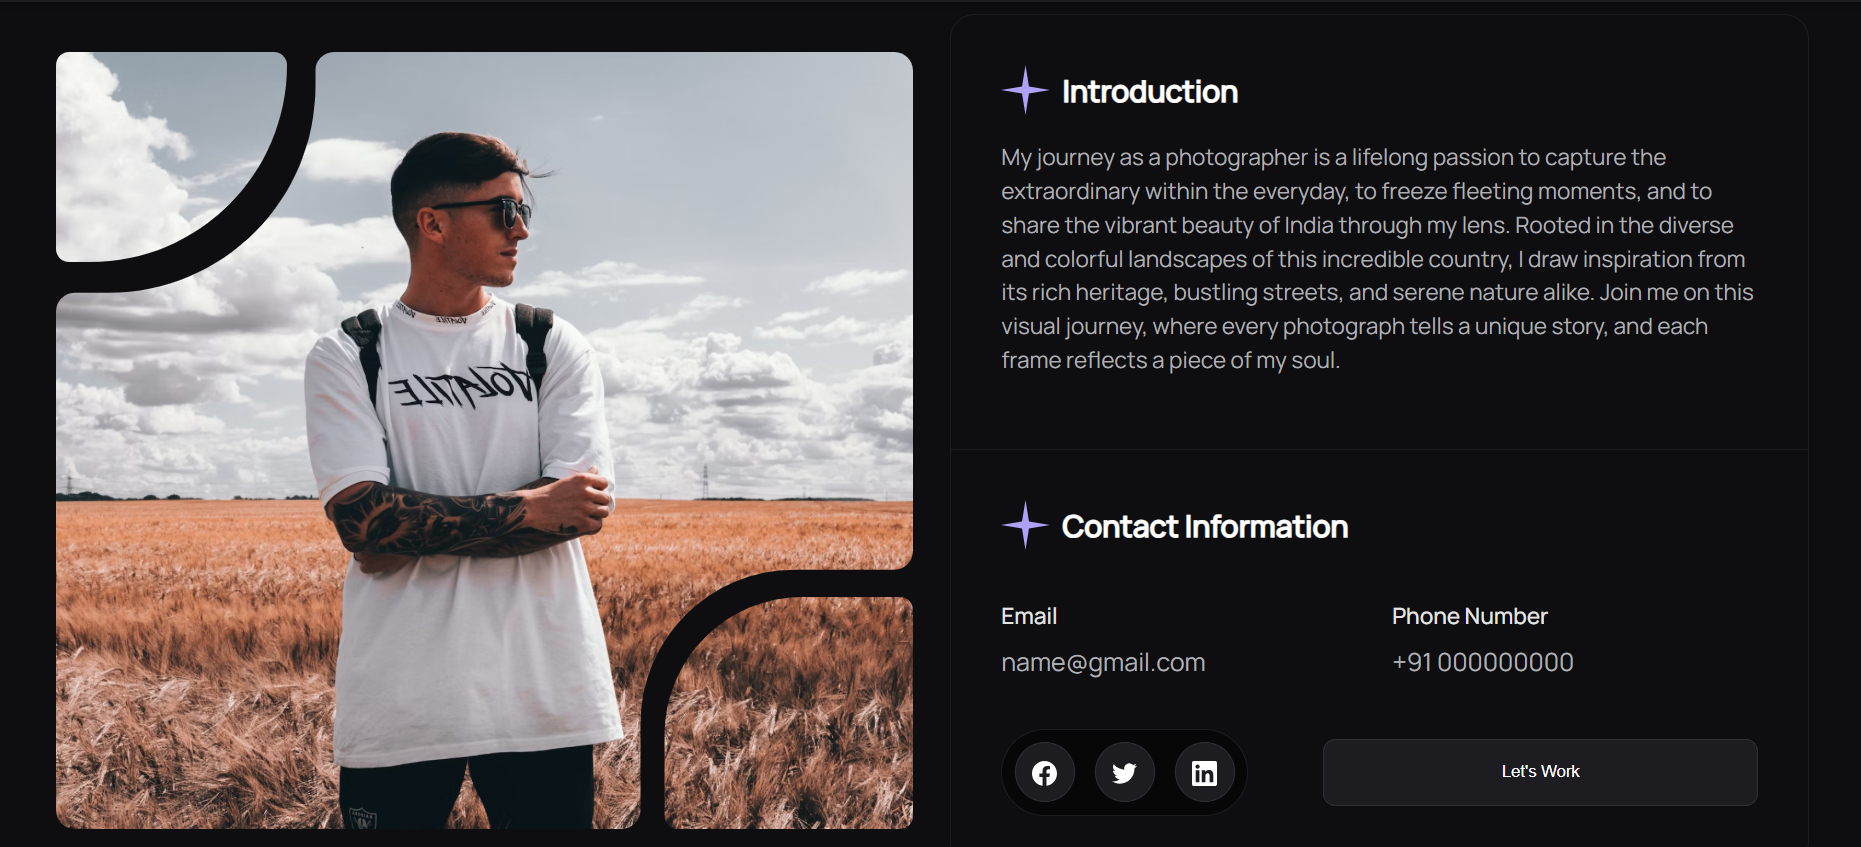 VOLATILE
Introduction
My journey as a photographer is a lifelong passion to capture the
extraordinary within the everyday, to freeze fleeting moments, and to
share the vibrant beauty of India through my lens. Rooted in the diverse
and colorful landscapes of this incredible country, I draw inspiration from
its rich heritage, bustling streets, and serene nature alike. Join me on this
visual journey, where every photograph tells a unique story, and each
frame reflects a piece of my soul.
Contact Information
Email
Phone Number
name@gmail.com
+91 000000000
Let's Work